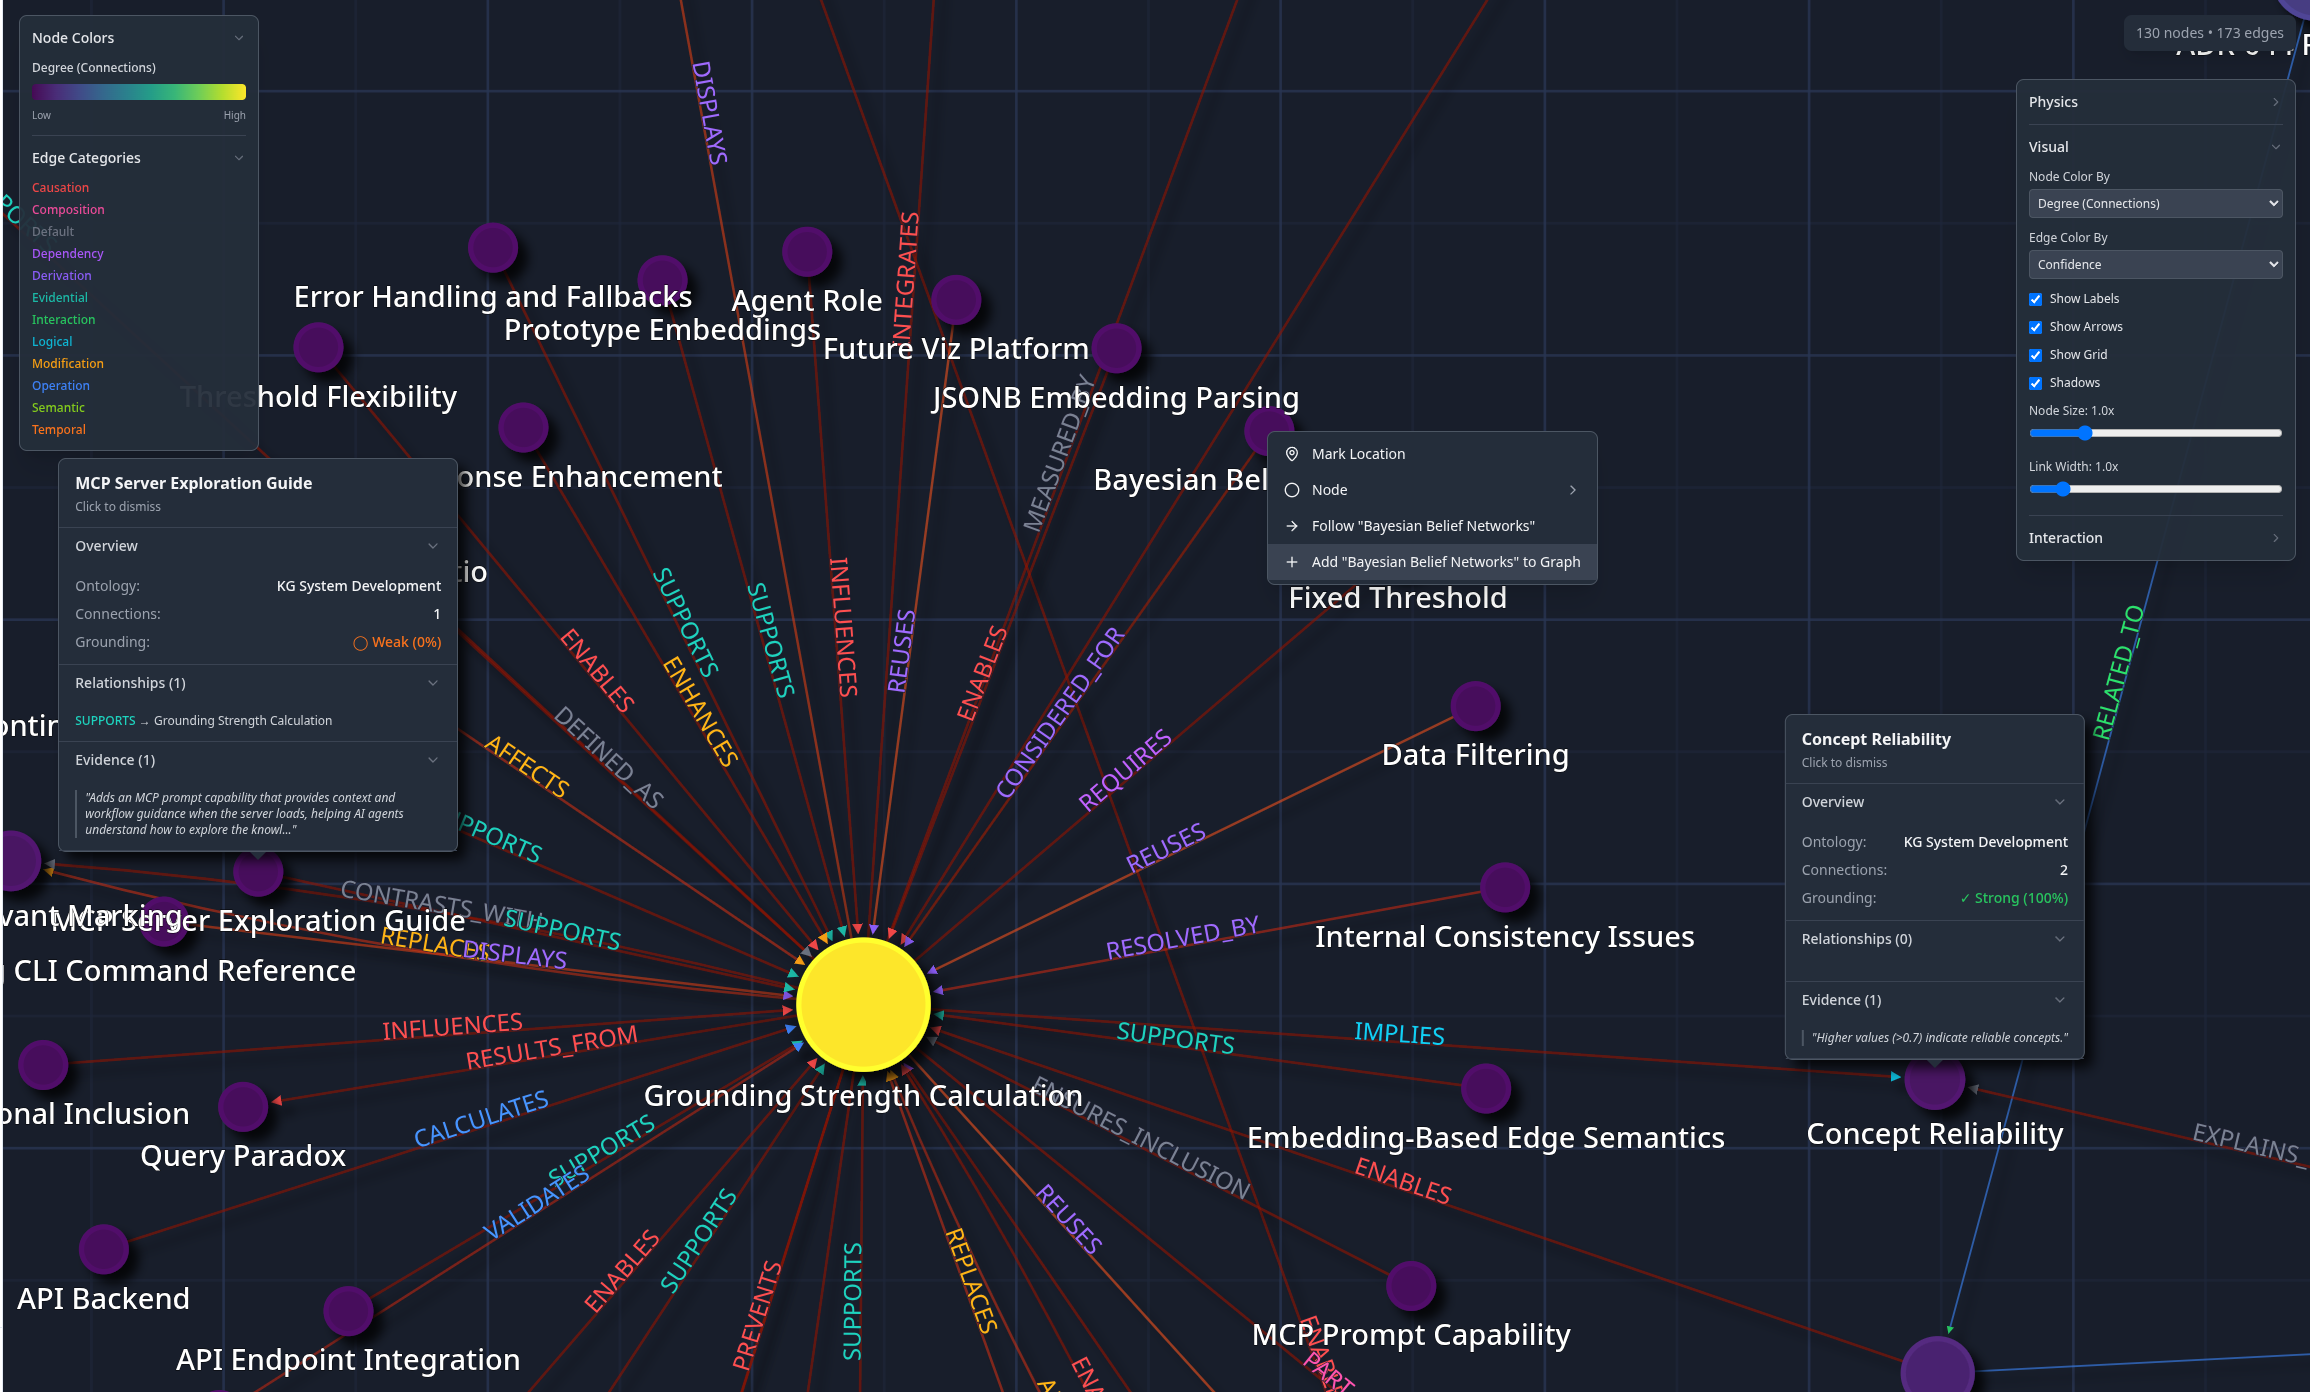 Node Colors
Degree (Connections)
Low
High
Edge Categories
Causation
Composition
Default
Dependency
Derivation
Evidential
Interaction
Logical
Modification
Operation
Semantic
Temporal
130 nodes • 173 edges
Physics
Visual
Node Color By
Degree (Connections)
Edge Color By
Confidence
Show Labels
Show Arrows
Show Grid
Shadows
Node Size: 1.0x
Link Width: 1.0x
Interaction
DISPLAYS
INTEGRATES
Error Handling and Fallbacks
Prototype Embeddings
Agent Role
Future Viz Platform
JSONB Embedding Parsing
Threshold Flexibility
onse Enhancement
MEASURED_BY
Bayesian Bel
Mark Location
Node
Follow "Bayesian Belief Networks"
Add "Bayesian Belief Networks" to Graph
Fixed Threshold
MCP Server Exploration Guide
Click to dismiss
Overview
Ontology:
KG System Development
Connections:
1
Grounding:
Weak (0%)
Relationships (1)
SUPPORTS → Grounding Strength Calculation
Evidence (1)
"Adds an MCP prompt capability that provides context and
workflow guidance when the server loads, helping AI agents
understand how to explore the knowl..."
tio
ontir
SUPPORTS
SUPPORTS
INFLUENCES
REUSES
ENABLES
ENABLES
ENHANCES
DEFINED_AS
AFFECTS
PPORTS
CONSIDERED_FOR
REQUIRES
Data Filtering
REUSES
RELATED_TO
Concept Reliability
Click to dismiss
Overview
Ontology:
KG System Development
Connections:
2
Grounding:
✓ Strong (100%)
Relationships (0)
Evidence (1)
"Higher values (>0.7) indicate reliable concepts."
CONTRASTS_WITH
SUPPORTS
REPLACES
DISPLAYS
vant Marking
MCP Server Exploration Guide
CLI Command Reference
RESOLVED_BY
Internal Consistency Issues
INFLUENCES
RESULTS_FROM
SUPPORTS
IMPLIES
Grounding Strength Calculation
onal Inclusion
Query Paradox
CALCULATES
SUPPORTS
VALIDATES
ENSURES_INCLUSION
Embedding-Based Edge Semantics
Concept Reliability
EXPLAINS_
ENABLES
REUSES
API Backend
API Endpoint Integration
ENABLES
SUPPORTS
PREVENTS
SUPPORTS
REPLACES
MCP Prompt Capability
PART
ENA